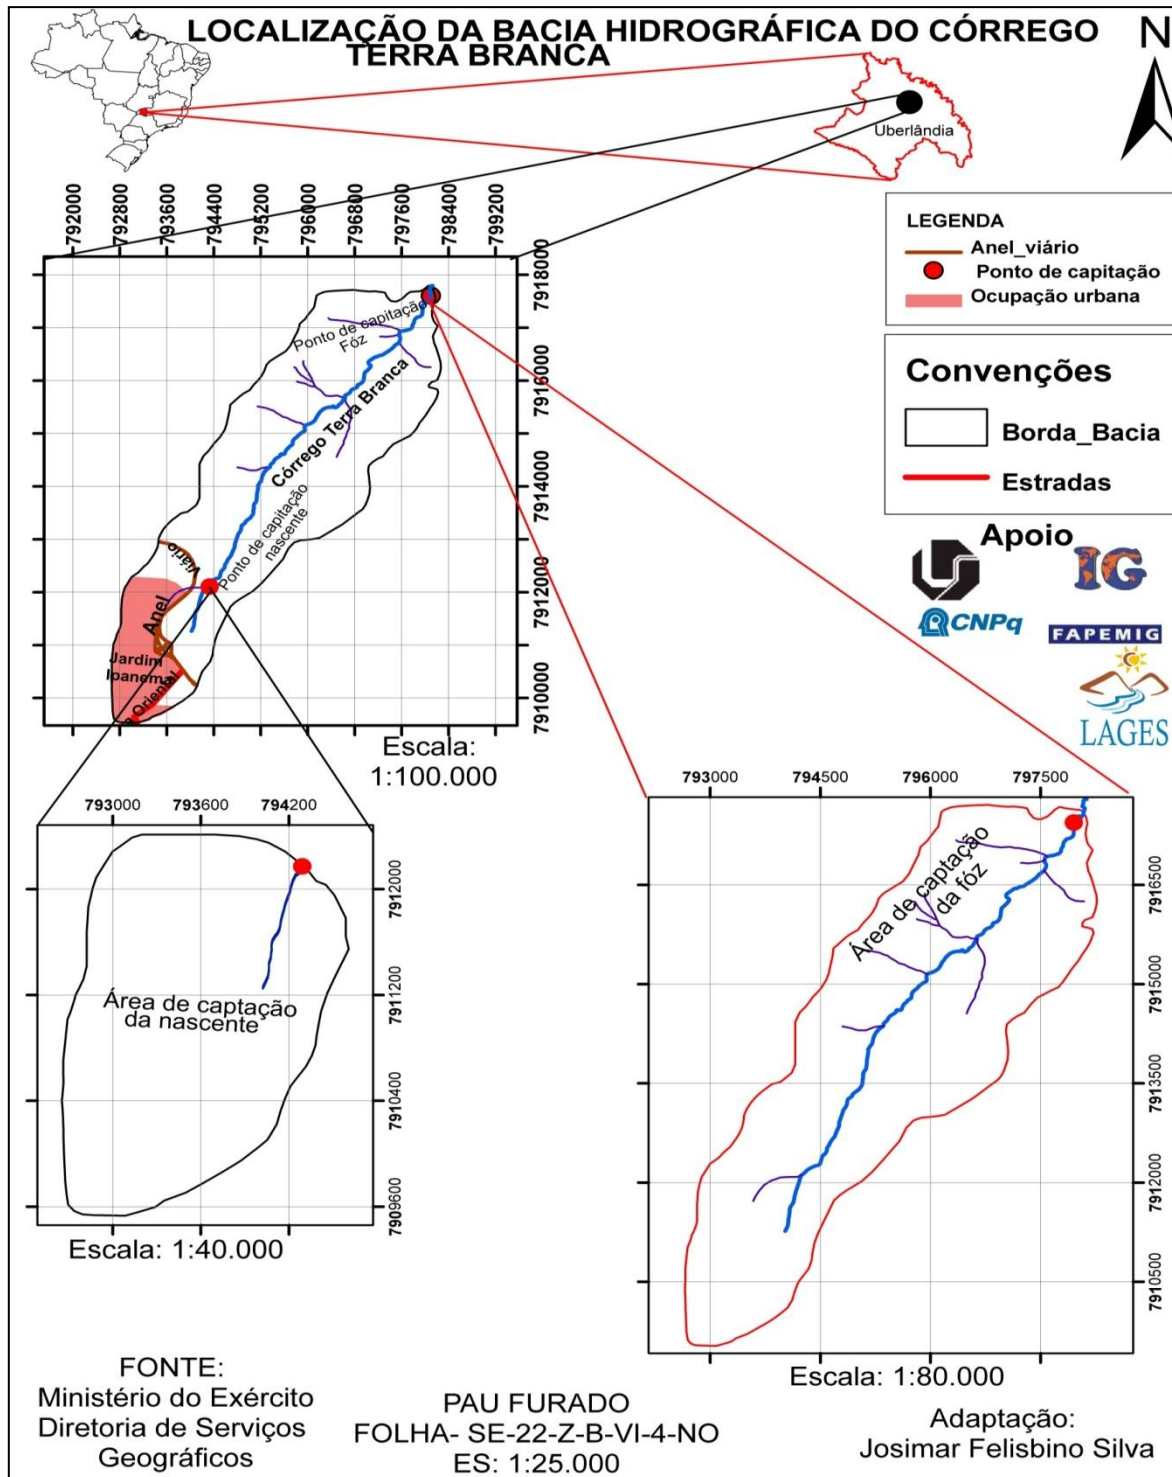 LOCALIZAÇÃO DA BACIA HIDROGRÁFICA DO CÓRREGO
TERRA BRANCA
N
Uberlândia
792000
792800
793600
794400
795200
796000
796800
797600
798400
799200
LEGENDA
Anel_viário
Ponto de capitação
Ocupação urbana
Convenções
Borda_Bacia
Estradas
Apoio
IG
CNPq
FAPEMIG
LAGES
7918000
7916000
7914000
7912000
7910000
Ponto de capitação
Fóz
Córrego Terra Branca
Ponto de capitação
nascente
Viário
Anel
Jardim
Ipanema
Oriental
Escala:
1:100.000
793000
793600
794200
7912000
7911200
7910400
7909600
Área de captação
da nascente
Escala: 1:40.000
793000
794500
796000
797500
7916500
7915000
7913500
7912000
7910500
Área de captação
da fóz
Escala: 1:80.000
FONTE:
Ministério do Exército
Diretoria de Serviços
Geográficos
PAU FURADO
FOLHA- SE-22-Z-B-VI-4-NO
ES: 1:25.000
Adaptação:
Josimar Felisbino Silva